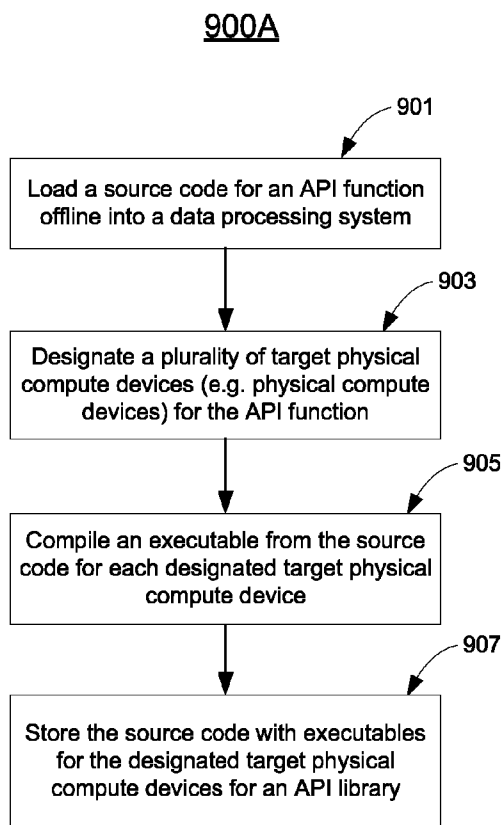 900A
901
Load a source code for an API function
offline into a data processing system
903
Designate a plurality of target physical
compute devices (e.g. physical compute
devices) for the API function
905
Compile an executable from the source
code for each designated target physical
compute device
907
Store the source code with executables
for the designated target physical
compute devices for an API library